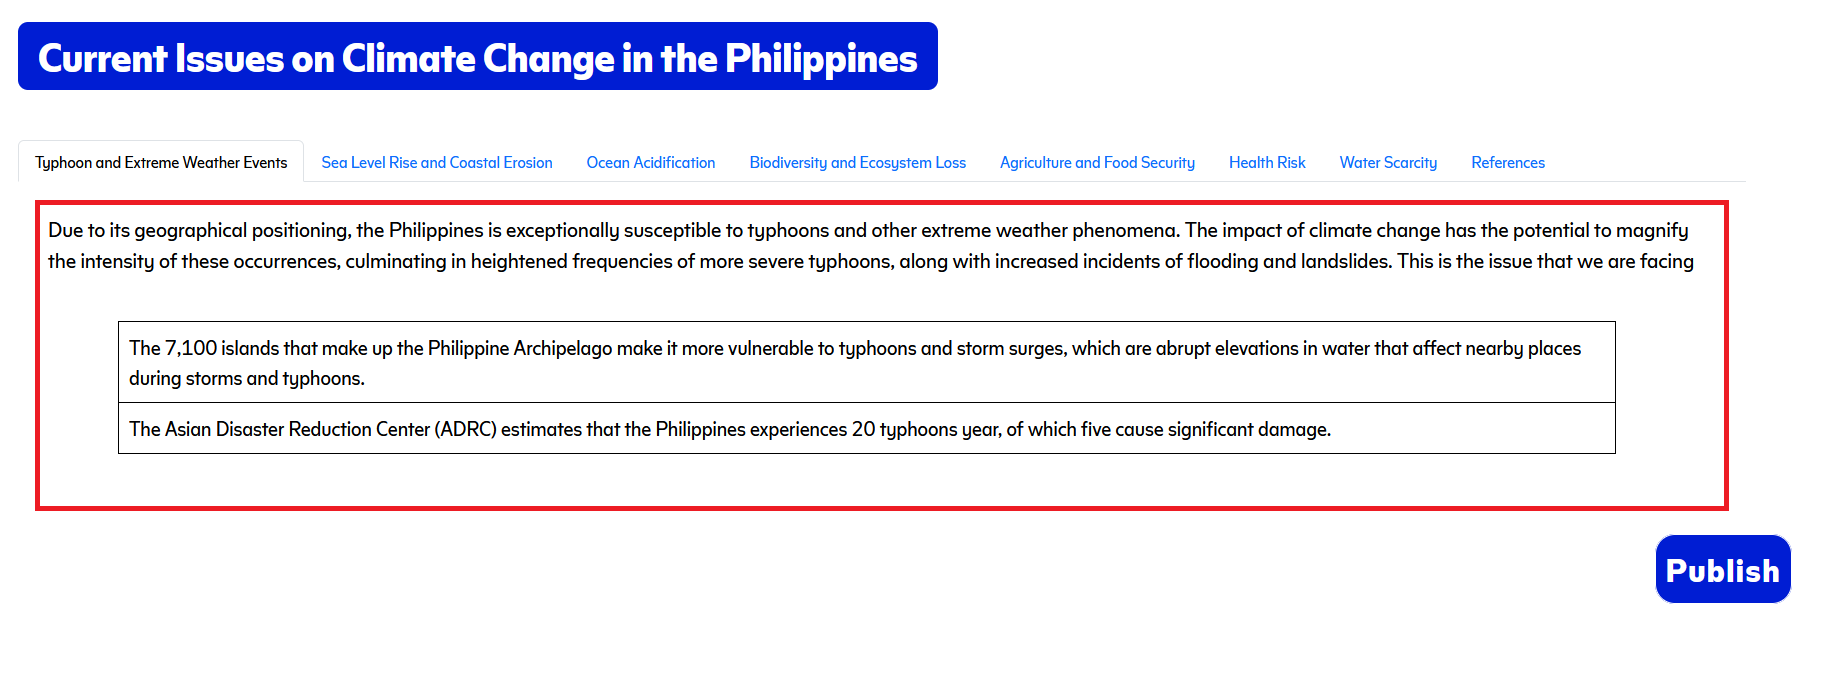 Current Issues on Climate Change in the Philippines
Typhoon and Extreme Weather Events
Sea Level Rise and Coastal Erosion
Ocean Acidification
Biodiversity and Ecosystem Loss
Agriculture and Food Security
Health Risk
Water Scarcity
References
Due to its geographical positioning, the Philippines is exceptionally susceptible to typhoons and other extreme weather phenomena. The impact of climate change has the potential to magnify
the intensity of these occurrences, culminating in heightened frequencies of more severe typhoons, along with increased incidents of flooding and landslides. This is the issue that we are facing
The 7,100 islands that make up the Philippine Archipelago make it more vulnerable to typhoons and storm surges, which are abrupt elevations in water that affect nearby places
during storms and typhoons.
The Asian Disaster Reduction Center (ADRC) estimates that the Philippines experiences 20 typhoons year, of which five cause significant damage.
Publish